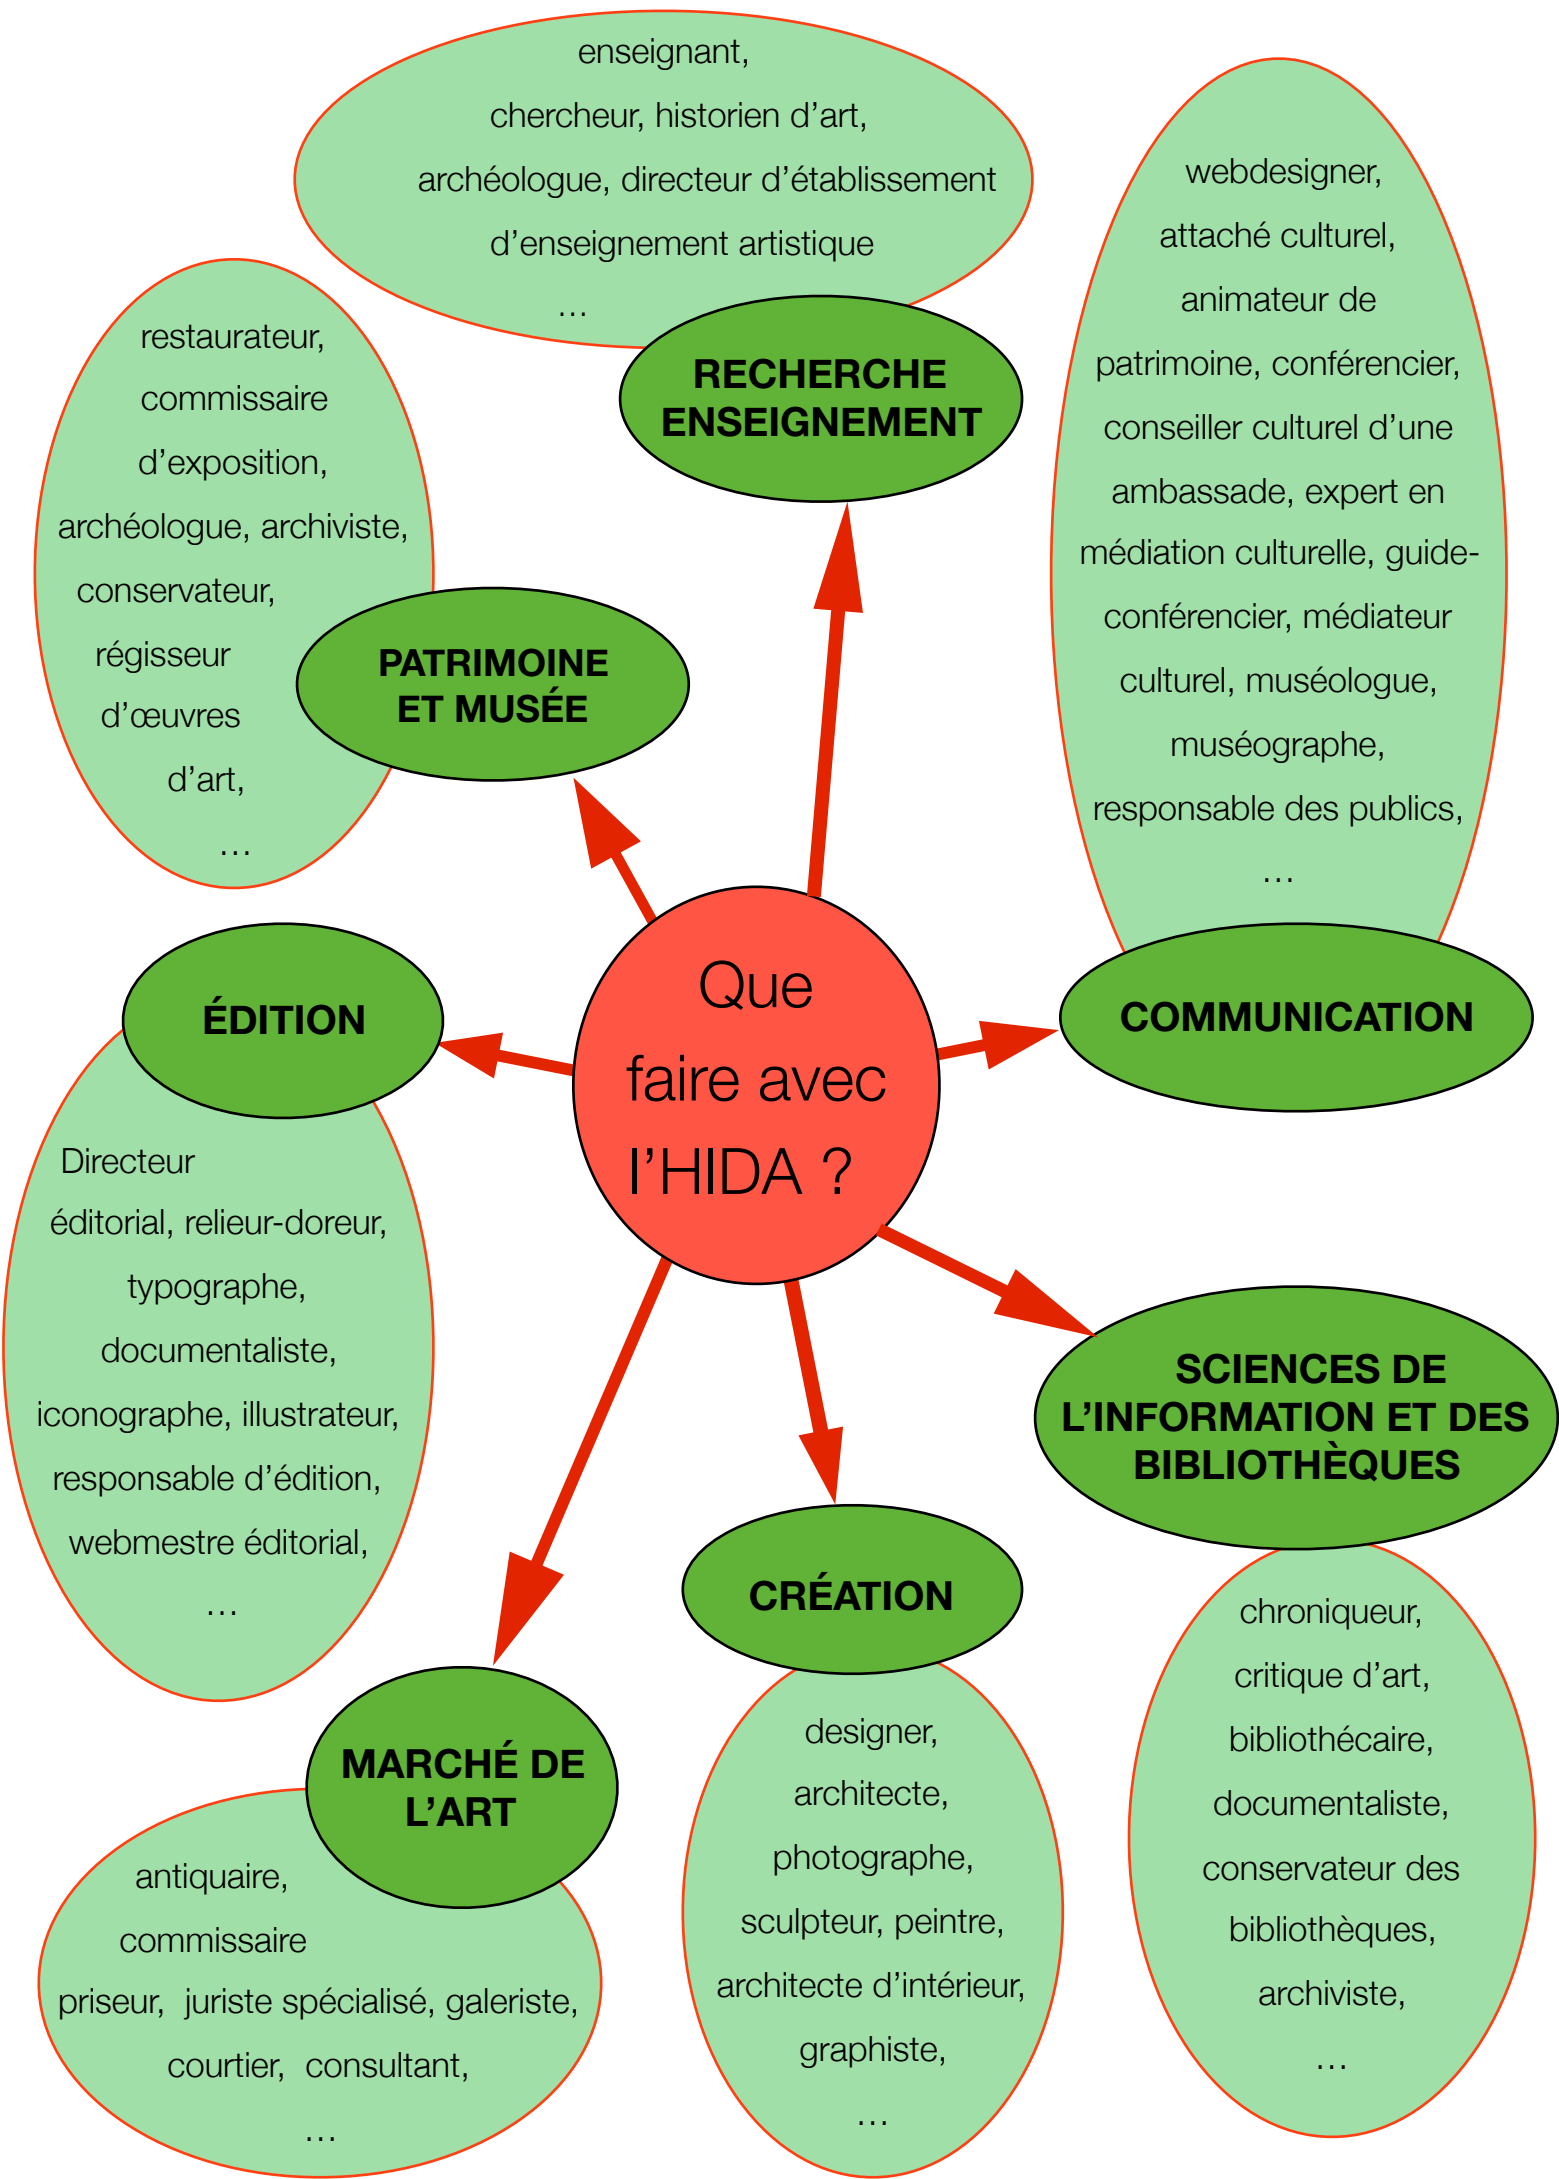 enseignant,
chercheur, historien d’art,
archéologue, directeur d’établissement
d’enseignement artistique
…
RECHERCHE
ENSEIGNEMENT
restaurateur,
commissaire
d’exposition,
archéologue, archiviste,
conservateur,
régisseur
d’œuvres
d’art,
…
PATRIMOINE
ET MUSÉE
webdesigner,
attaché culturel,
animateur de
patrimoine, conférencier,
conseiller culturel d’une
ambassade, expert en
médiation culturelle, guide-
conférencier, médiateur
culturel, muséologue,
muséographe,
responsable des publics,
…
COMMUNICATION
Que
faire avec
l’HIDA ?
ÉDITION
Directeur
éditorial, relieur-doreur,
typographe,
documentaliste,
iconographe, illustrateur,
responsable d’édition,
webmestre éditorial,
…
SCIENCES DE
L’INFORMATION ET DES
BIBLIOTHÈQUES
chroniqueur,
critique d’art,
bibliothécaire,
documentaliste,
conservateur des
bibliothèques,
archiviste,
…
CRÉATION
designer,
architecte,
photographe,
sculpteur, peintre,
architecte d’intérieur,
graphiste,
…
MARCHÉ DE
L’ART
antiquaire,
commissaire
priseur,  juriste spécialisé, galeriste,
courtier,  consultant,
…